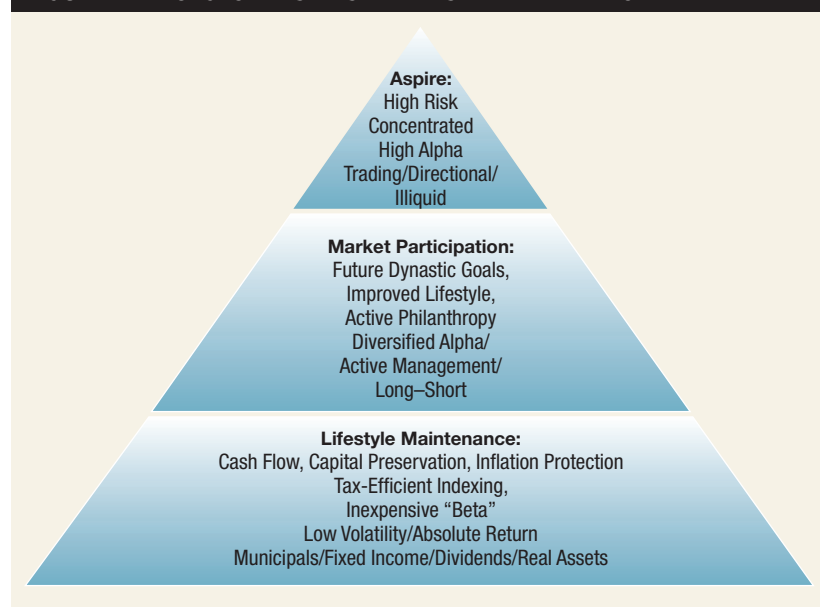 Aspire:
High Risk
Concentrated
High Alpha
Trading/Directional/
Illiquid
Market Participation:
Future Dynastic Goals,
Improved Lifestyle,
Active Philanthropy
Diversified Alpha/
Active Management/
Long–Short
Lifestyle Maintenance:
Cash Flow, Capital Preservation, Inflation Protection
Tax-Efficient Indexing,
Inexpensive “Beta”
Low Volatility/Absolute Return
Municipals/Fixed Income/Dividends/Real Assets